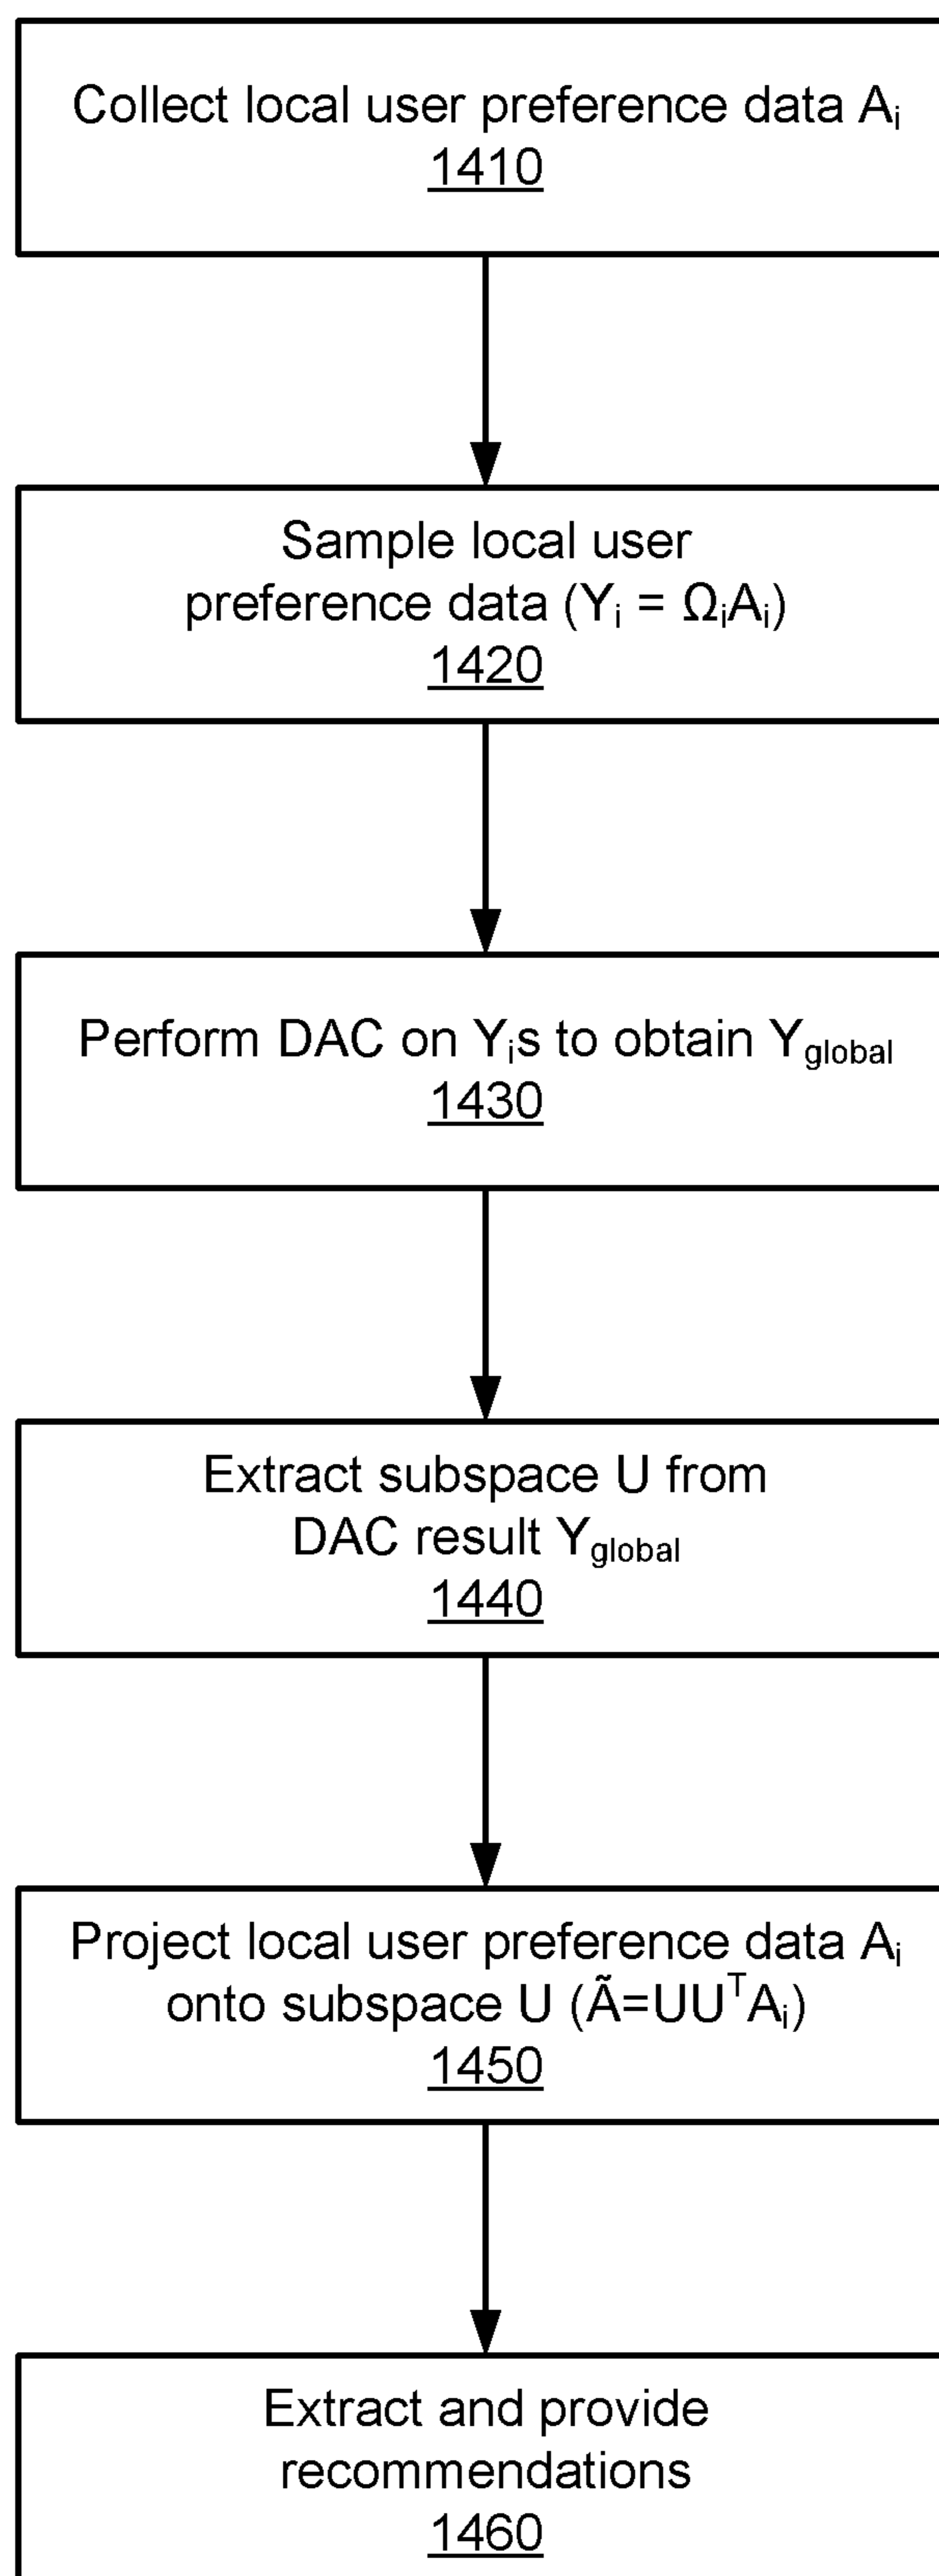 Collect local user preference data Aᵢ
1410
Sample local user
preference data (Yᵢ = ΩᵢAᵢ)
1420
Perform DAC on Yᵢs to obtain Y_global
1430
Extract subspace U from
DAC result Y_global
1440
Project local user preference data Aᵢ
onto subspace U (Ã=UUᵀAᵢ)
1450
Extract and provide
recommendations
1460